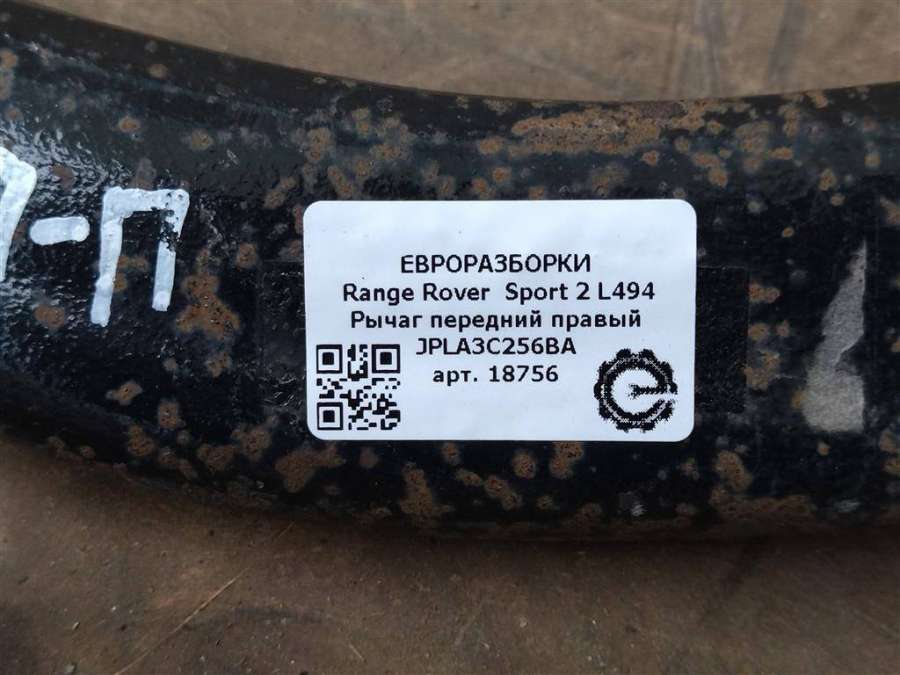 -П
ЕВРОРАЗБОРКИ
Range Rover Sport 2 L494
Рычаг передний правый
JPLA3C256BA
арт. 18756